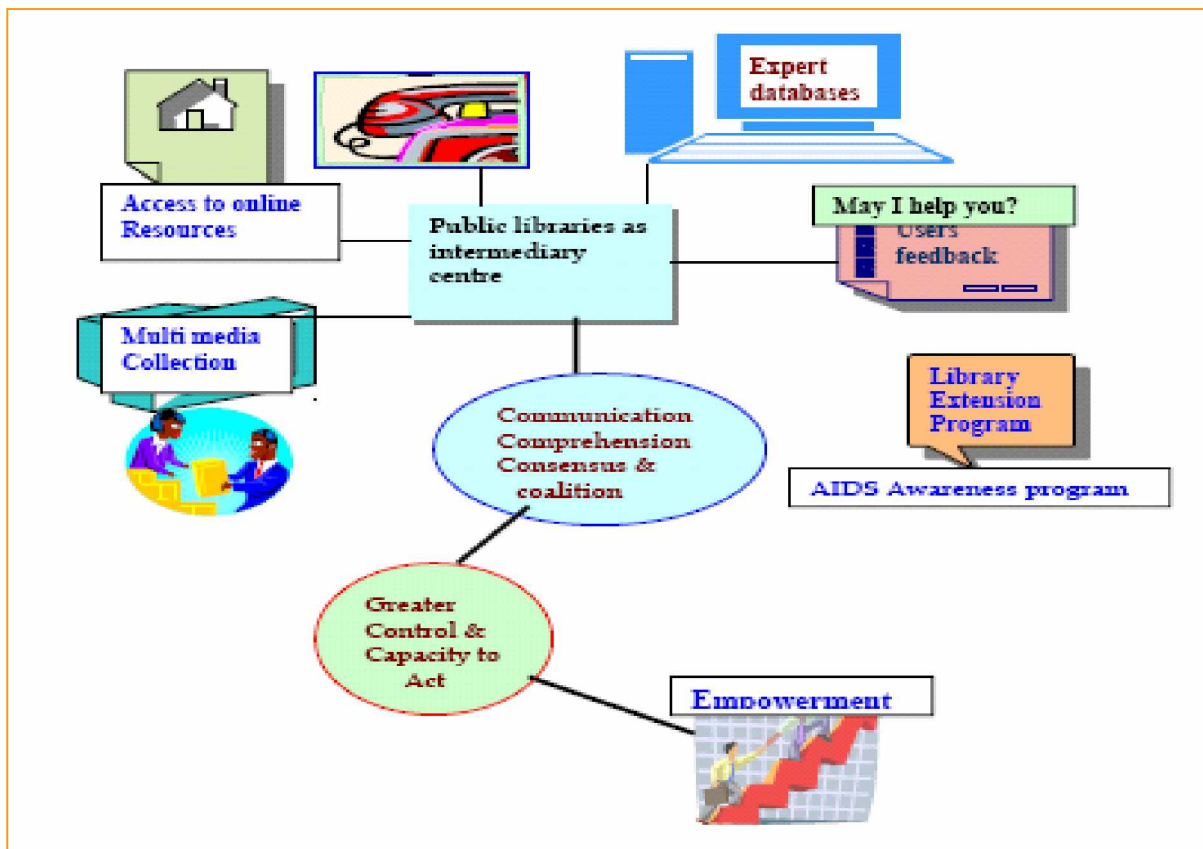 Expert
databases
Access to online
Resources
Public libraries as
intermediary
centre
May I help you?
Users
feedback
Multi media
Collection
Library
Extension
Program
AIDS Awareness program
Communication
Comprehension
Consensus &
coalition
Greater
Control &
Capacity to
Act
Empowerment